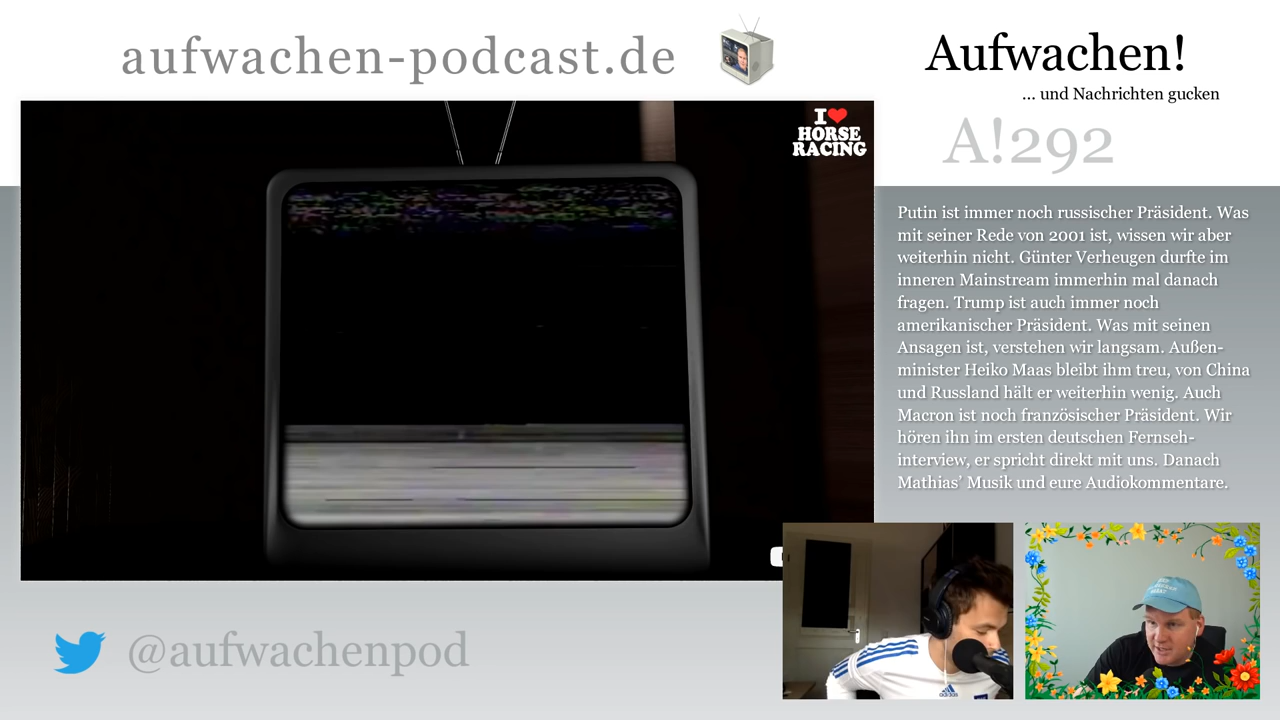 aufwachen-podcast.de
Aufwachen!
... und Nachrichten gucken
A!292
I
HORSE
RACING
Putin ist immer noch russischer Präsident. Was
mit seiner Rede von 2001 ist, wissen wir aber
weiterhin nicht. Günter Verheugen durfte im
inneren Mainstream immerhin mal danach
fragen. Trump ist auch immer noch
amerikanischer Präsident. Was mit seinen
Ansagen ist, verstehen wir langsam. Außen-
minister Heiko Maas bleibt ihm treu, von China
und Russland hält er weiterhin wenig. Auch
Macron ist noch französischer Präsident. Wir
hören ihn im ersten deutschen Fernseh-
interview, er spricht direkt mit uns. Danach
Mathias' Musik und eure Audiokommentare.
@aufwachenpod
adidas